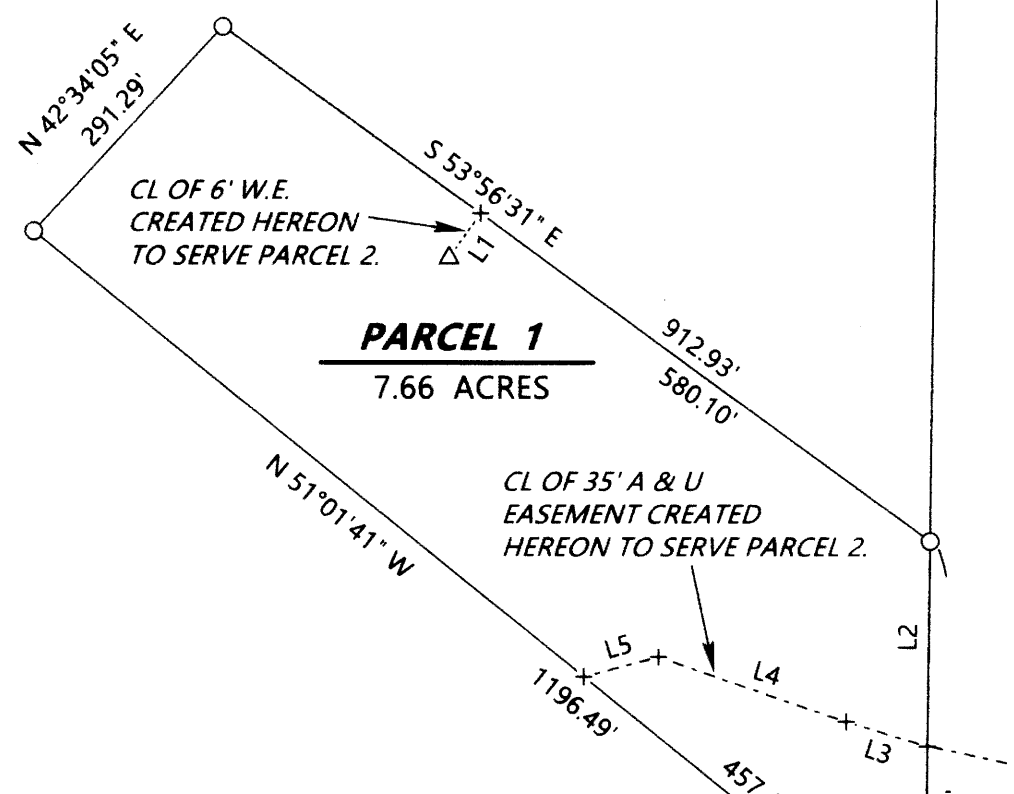 N 42°34'05" E
291.29'
S 53°56'31" E
CL OF 6' W.E.
CREATED HEREON
TO SERVE PARCEL 2.
L1
PARCEL 1
7.66 ACRES
912.93'
580.10'
N 51°01'41" W
CL OF 35' A & U
EASEMENT CREATED
HEREON TO SERVE PARCEL 2.
L2
L5
L4
1196.49'
L3
457